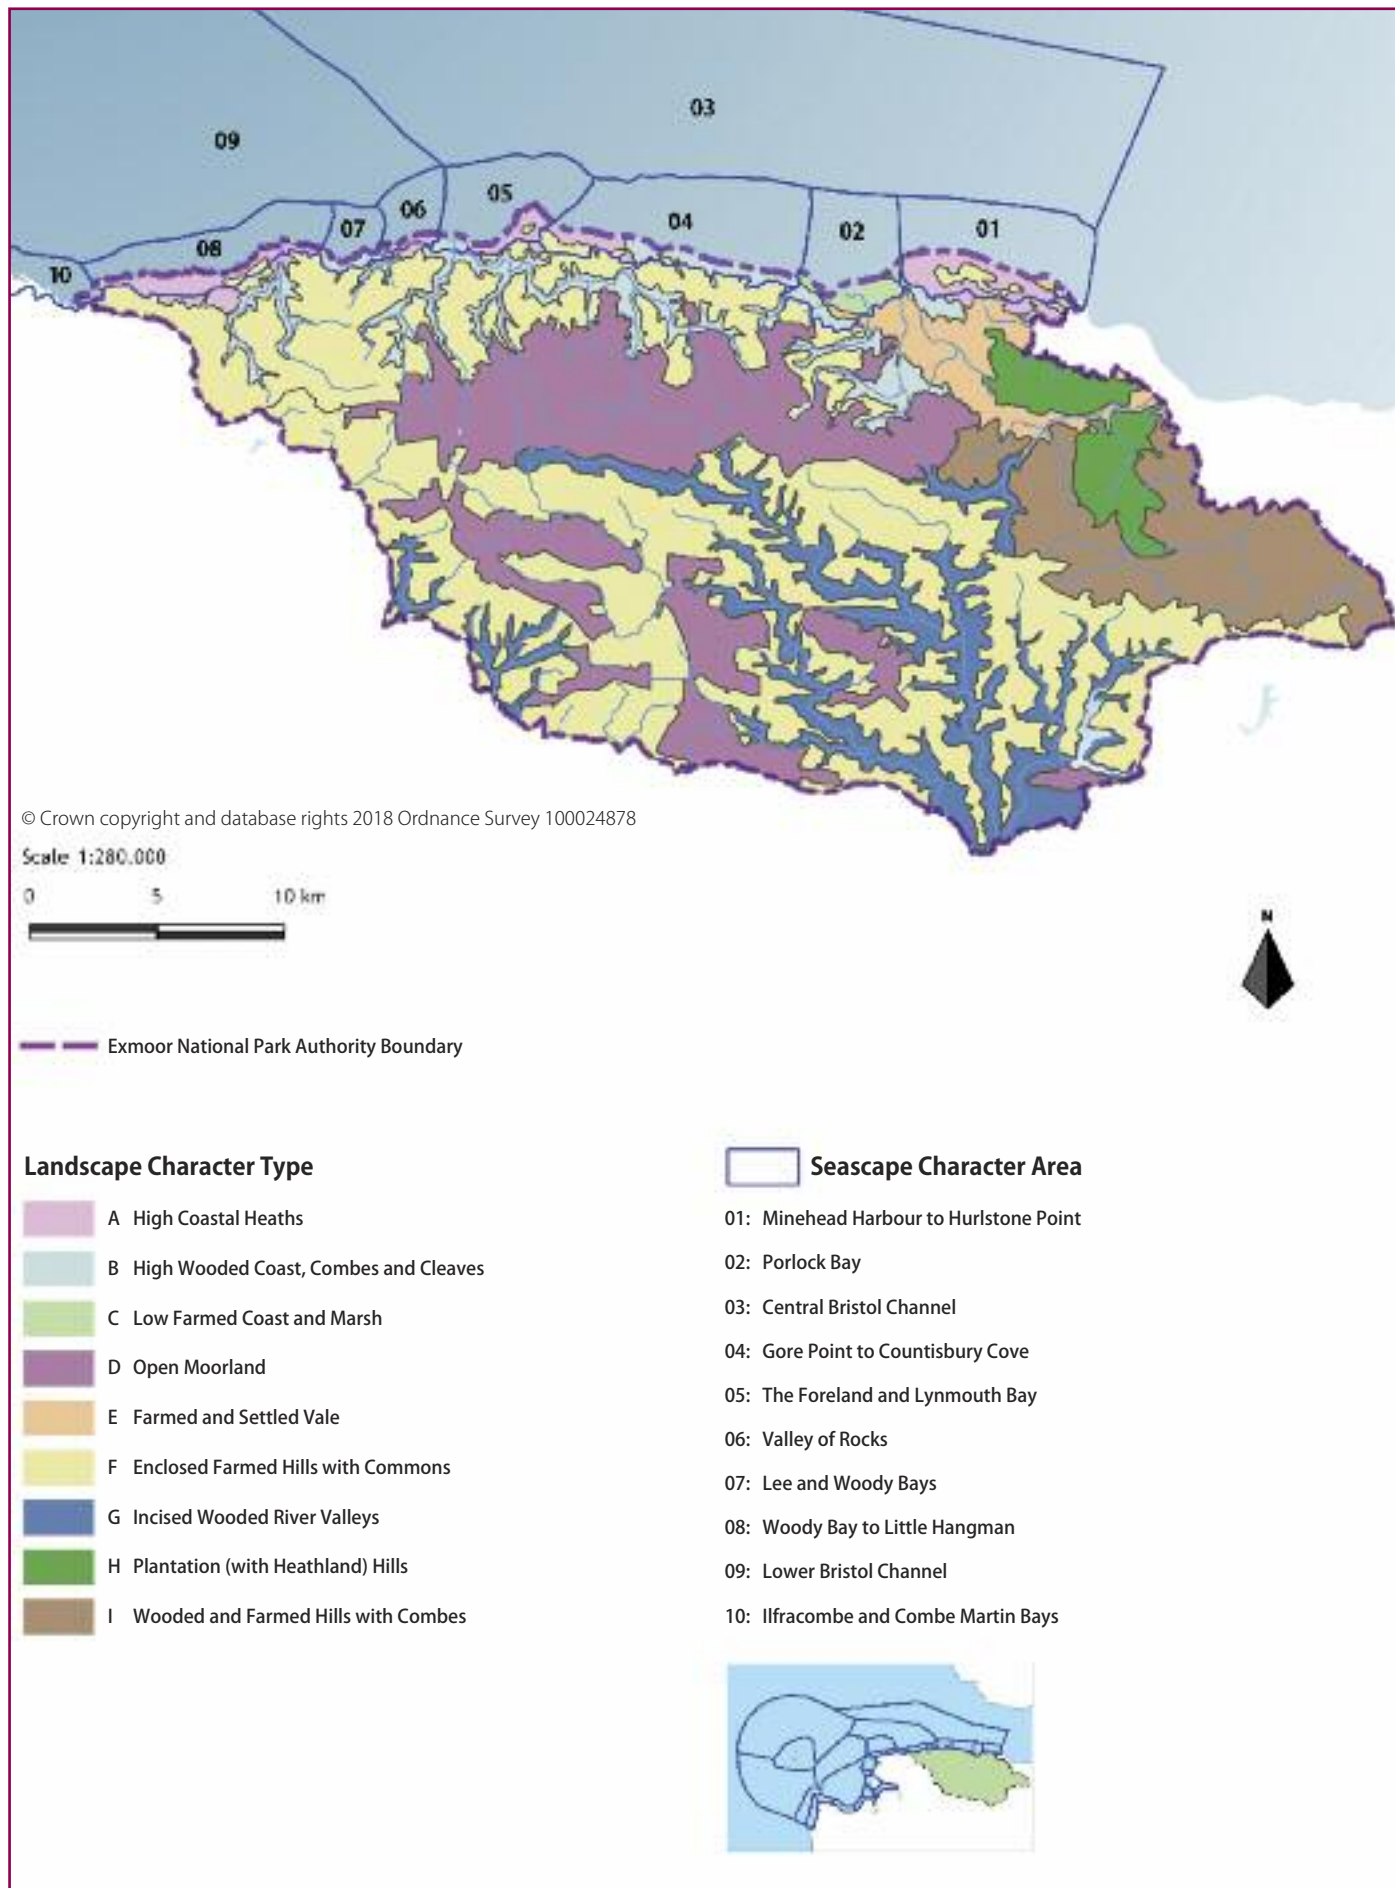 03
09
05
06
04
07
01
02
08
10
© Crown copyright and database rights 2018 Ordnance Survey 100024878
Scale 1:280.000
0 5 10 km
N
Exmoor National Park Authority Boundary
Landscape Character Type
A High Coastal Heaths
B High Wooded Coast, Combes and Cleaves
C Low Farmed Coast and Marsh
D Open Moorland
E Farmed and Settled Vale
F Enclosed Farmed Hills with Commons
G Incised Wooded River Valleys
H Plantation (with Heathland) Hills
I Wooded and Farmed Hills with Combes
Seascape Character Area
01: Minehead Harbour to Hurlstone Point
02: Porlock Bay
03: Central Bristol Channel
04: Gore Point to Countisbury Cove
05: The Foreland and Lynmouth Bay
06: Valley of Rocks
07: Lee and Woody Bays
08: Woody Bay to Little Hangman
09: Lower Bristol Channel
10: Ilfracombe and Combe Martin Bays